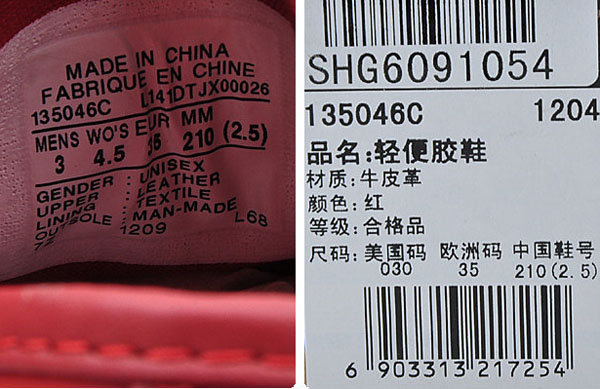 MADE IN CHINA
FABRIQUE EN CHINE
135046C L141DTJX00026
MENS WO'S EUR MM
3 4.5 35 210 (2.5)
GENDER UNISEX
UPPER LEATHER
LINING TEXTILE
OUTSOLE MAN-MADE L68
72 1209
SHG6091054
135046C 1204
品名:轻便胶鞋
材质:牛皮革
颜色:红
等级:合格品
尺码:美国码 欧洲码 中国鞋号
030 35 210(2.5)
6 903313 217254